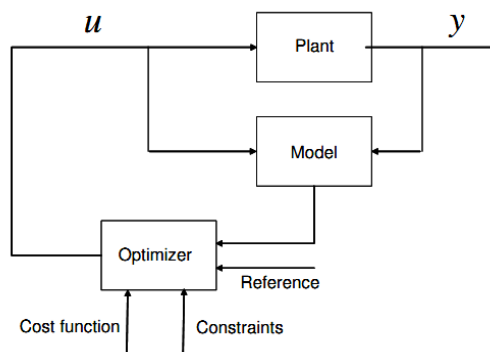 u
y
Plant
Model
Optimizer
Reference
Cost function
Constraints